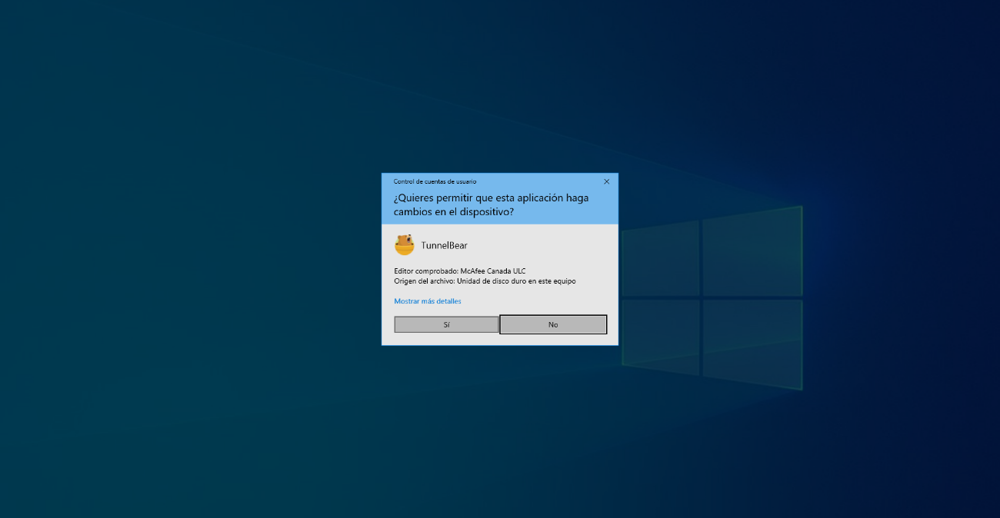 Control de cuentas de usuario
¿Quieres permitir que esta aplicación haga
cambios en el dispositivo?
TunnelBear
Editor comprobado: McAfee Canada ULC
Origen del archivo: Unidad de disco duro en este equipo
Mostrar más detalles
Sí
No